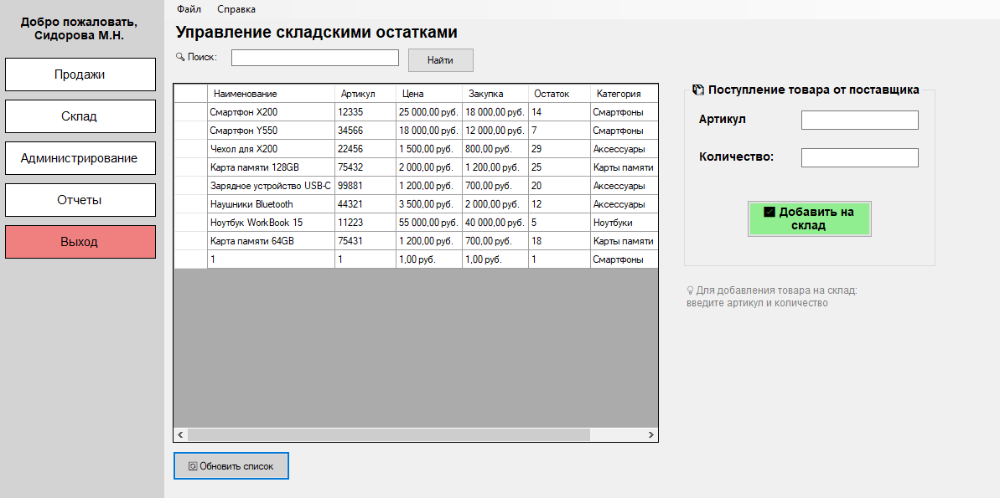 Добро пожаловать,
Сидорова М.Н.
Продажи
Склад
Администрирование
Отчеты
Выход
Файл Справка
Управление складскими остатками
Поиск: Найти
Наименование Артикул Цена Закупка Остаток Категория
Смартфон X200 12335 25 000,00 руб. 18 000,00 руб. 14 Смартфоны
Смартфон Y550 34566 18 000,00 руб. 12 000,00 руб. 7 Смартфоны
Чехол для X200 22456 1 500,00 руб. 800,00 руб. 29 Аксессуары
Карта памяти 128GB 75432 2 000,00 руб. 1 200,00 руб. 25 Карты памяти
Зарядное устройство USB-C 99881 1 200,00 руб. 700,00 руб. 20 Аксессуары
Наушники Bluetooth 44321 3 500,00 руб. 2 000,00 руб. 12 Аксессуары
Ноутбук WorkBook 15 11223 55 000,00 руб. 40 000,00 руб. 5 Ноутбуки
Карта памяти 64GB 75431 1 200,00 руб. 700,00 руб. 18 Карты памяти
1 1 1,00 руб. 1,00 руб. 1 Смартфоны
Обновить список
Поступление товара от поставщика
Артикул
Количество:
Добавить на
склад
Для добавления товара на склад:
введите артикул и количество